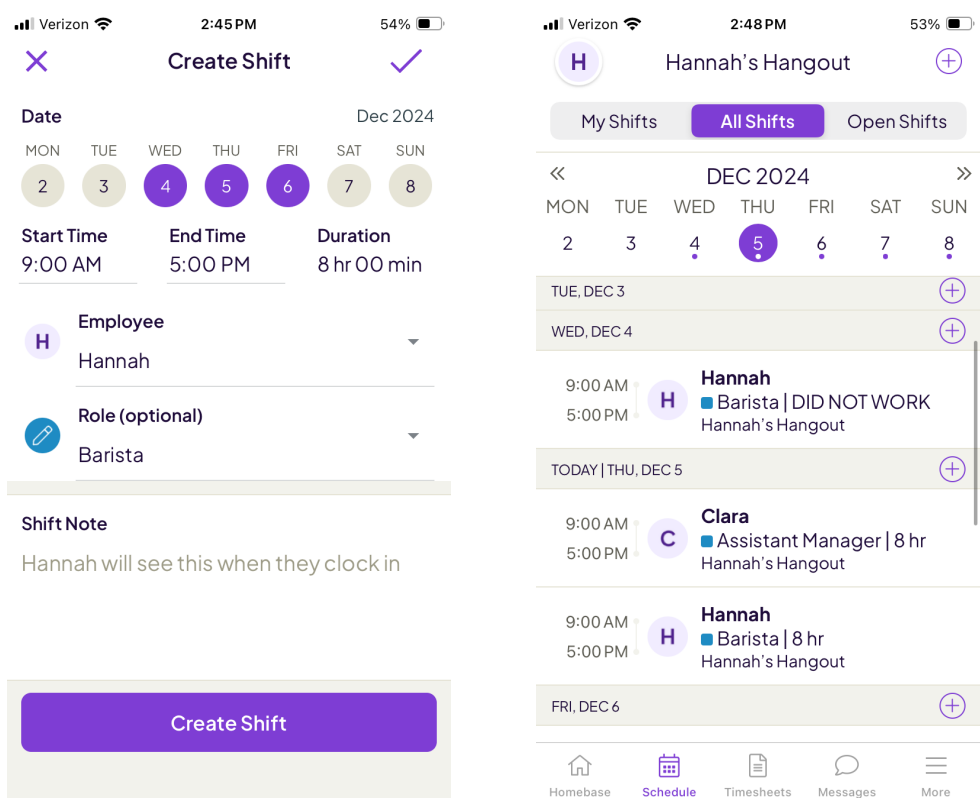 Verizon 2:45 PM 54%
Create Shift
Date Dec 2024
MON TUE WED THU FRI SAT SUN
2 3 4 5 6 7 8
Start Time End Time Duration
9:00 AM 5:00 PM 8 hr 00 min
Employee
H
Hannah
Role (optional)
Barista
Shift Note
Hannah will see this when they clock in
Create Shift
Verizon 2:48 PM 53%
H Hannah's Hangout
My Shifts All Shifts Open Shifts
DEC 2024
MON TUE WED THU FRI SAT SUN
2 3 4 5 6 7 8
TUE, DEC 3
WED, DEC 4
Hannah
9:00 AM
H
Barista | DID NOT WORK
5:00 PM
Hannah's Hangout
TODAY | THU, DEC 5
Clara
9:00 AM
C
Assistant Manager | 8 hr
5:00 PM
Hannah's Hangout
Hannah
9:00 AM
H
Barista | 8 hr
5:00 PM
Hannah's Hangout
FRI, DEC 6
Homebase Schedule Timesheets Messages More